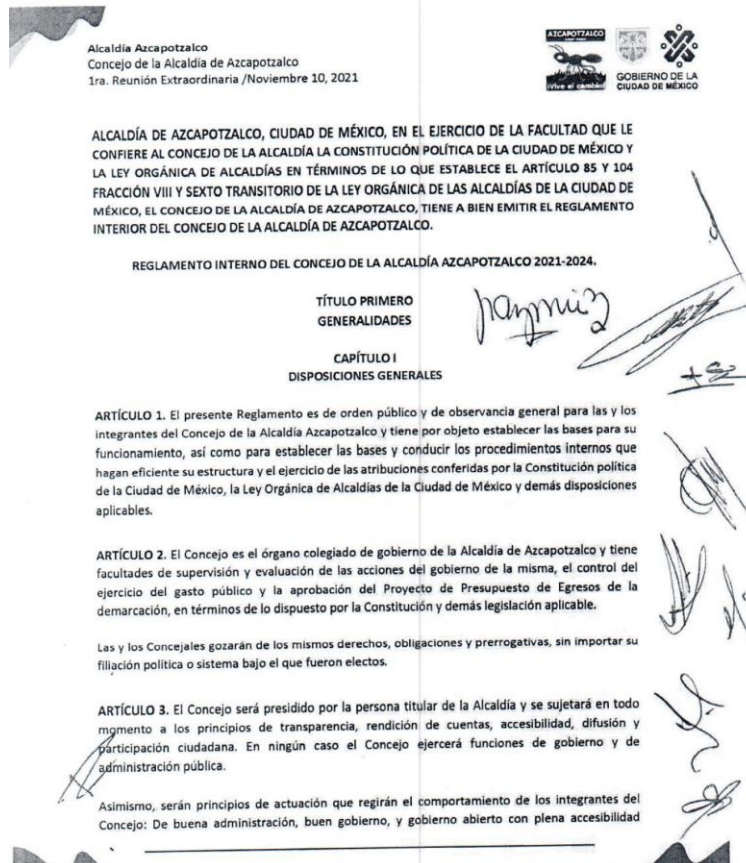 Alcaldía Azcapotzalco
Concejo de la Alcaldía de Azcapotzalco
1ra. Reunión Extraordinaria /Noviembre 10, 2021
AZCAPOTZALCO
¡Vive el cambio!
GOBIERNO DE LA
CIUDAD DE MÉXICO
ALCALDÍA DE AZCAPOTZALCO, CIUDAD DE MÉXICO, EN EL EJERCICIO DE LA FACULTAD QUE LE
CONFIERE AL CONCEJO DE LA ALCALDÍA LA CONSTITUCIÓN POLÍTICA DE LA CIUDAD DE MÉXICO Y
LA LEY ORGÁNICA DE ALCALDÍAS EN TÉRMINOS DE LO QUE ESTABLECE EL ARTÍCULO 85 Y 104
FRACCIÓN VIII Y SEXTO TRANSITORIO DE LA LEY ORGÁNICA DE LAS ALCALDÍAS DE LA CIUDAD DE
MÉXICO, EL CONCEJO DE LA ALCALDÍA DE AZCAPOTZALCO, TIENE A BIEN EMITIR EL REGLAMENTO
INTERIOR DEL CONCEJO DE LA ALCALDÍA DE AZCAPOTZALCO.
REGLAMENTO INTERNO DEL CONCEJO DE LA ALCALDÍA AZCAPOTZALCO 2021-2024.
TÍTULO PRIMERO
GENERALIDADES
CAPÍTULO I
DISPOSICIONES GENERALES
ARTÍCULO 1. El presente Reglamento es de orden público y de observancia general para las y los
integrantes del Concejo de la Alcaldía Azcapotzalco y tiene por objeto establecer las bases para su
funcionamiento, así como para establecer las bases y conducir los procedimientos internos que
hagan eficiente su estructura y el ejercicio de las atribuciones conferidas por la Constitución política
de la Ciudad de México, la Ley Orgánica de Alcaldías de la Ciudad de México y demás disposiciones
aplicables.
ARTÍCULO 2. El Concejo es el órgano colegiado de gobierno de la Alcaldía de Azcapotzalco y tiene
facultades de supervisión y evaluación de las acciones del gobierno de la misma, el control del
ejercicio del gasto público y la aprobación del Proyecto de Presupuesto de Egresos de la
demarcación, en términos de lo dispuesto por la Constitución y demás legislación aplicable.
Las y los Concejales gozarán de los mismos derechos, obligaciones y prerrogativas, sin importar su
filiación política o sistema bajo el que fueron electos.
ARTÍCULO 3. El Concejo será presidido por la persona titular de la Alcaldía y se sujetará en todo
momento a los principios de transparencia, rendición de cuentas, accesibilidad, difusión y
participación ciudadana. En ningún caso el Concejo ejercerá funciones de gobierno y de
administración pública.
Asimismo, serán principios de actuación que regirán el comportamiento de los integrantes del
Concejo: De buena administración, buen gobierno, y gobierno abierto con plena accesibilidad